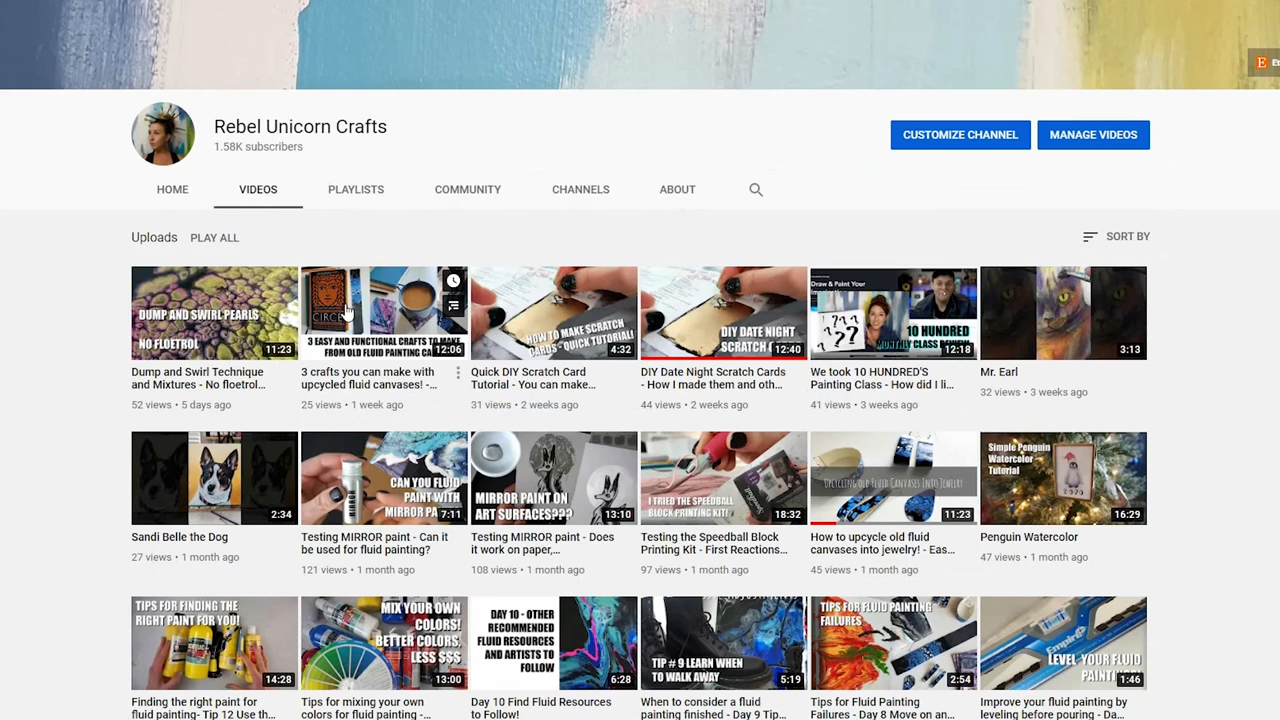 Rebel Unicorn Crafts
1.58K subscribers
CUSTOMIZE CHANNEL
MANAGE VIDEOS
HOME
VIDEOS
PLAYLISTS
COMMUNITY
CHANNELS
ABOUT
Uploads
PLAY ALL
SORT BY
DUMP AND SWIRL PEARLS
NO FLOETROL
11:23
Dump and Swirl Technique
and Mixtures - No floetrol...
52 views • 5 days ago
3 EASY AND FUNCTIONAL CRAFTS TO MAKE
FROM OLD FLUID PAINTING
12:06
3 crafts you can make with
upcycled fluid canvases! -...
25 views • 1 week ago
HOW TO MAKE SCRATCH
CARDS - QUICK TUTORIAL!
4:32
Quick DIY Scratch Card
Tutorial - You can make...
31 views • 2 weeks ago
DIY DATE NIGHT
SCRATCH
12:40
DIY Date Night Scratch Cards
- How I made them and oth...
44 views • 2 weeks ago
Draw & Paint Your
???
10 HUNDRED
MONTHLY CLASS REVIEW
12:18
We took 10 HUNDRED'S
Painting Class - How did I li...
41 views • 3 weeks ago
3:13
Mr. Earl
32 views • 3 weeks ago
2:34
Sandi Belle the Dog
27 views • 1 month ago
CAN YOU FLUID
PAINT WITH
MIRROR PA
7:11
Testing MIRROR paint - Can it
be used for fluid painting?
121 views • 1 month ago
MIRROR PAINT ON
ART SURFACES???
13:10
Testing MIRROR paint - Does
it work on paper,...
108 views • 1 month ago
I TRIED THE SPEEDBALL
BLOCK PRINTING KIT!
18:32
Testing the Speedball Block
Printing Kit - First Reactions...
97 views • 1 month ago
UPCYCLING OLD FLUID CANVASES INTO JEWELRY!
11:23
How to upcycle old fluid
canvases into jewelry! - Eas...
45 views • 1 month ago
Simple Penguin
Watercolor
Tutorial
2020
16:29
Penguin Watercolor
47 views • 1 month ago
TIPS FOR FINDING THE
RIGHT PAINT FOR YOU!
14:28
Finding the right paint for
fluid painting- Tip 12 Use th...
MIX YOUR OWN
COLORS!
BETTER COLORS,
LESS $$$
13:00
Tips for mixing your own
colors for fluid painting -...
DAY 10 - OTHER
RECOMMENDED
FLUID RESOURCES
AND ARTISTS TO
FOLLOW!
6:28
Day 10 Find Fluid Resources
to Follow!
TIP # 9 LEARN WHEN
TO WALK AWAY
5:19
When to consider a fluid
painting finished - Day 9 Tip...
TIPS FOR FLUID PAINTING
FAILURES
2:54
Tips for Fluid Painting
Failures - Day 8 Move on an...
Empire
LEVEL YOUR FLUID
1:46
Improve your fluid painting by
leveling before pouring - Da...